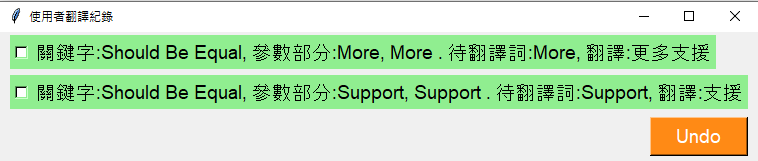 使用者翻譯紀錄
關鍵字:Should Be Equal, 參數部分:More, More . 待翻譯詞:More, 翻譯:更多支援
關鍵字:Should Be Equal, 參數部分:Support, Support . 待翻譯詞:Support, 翻譯:支援
Undo